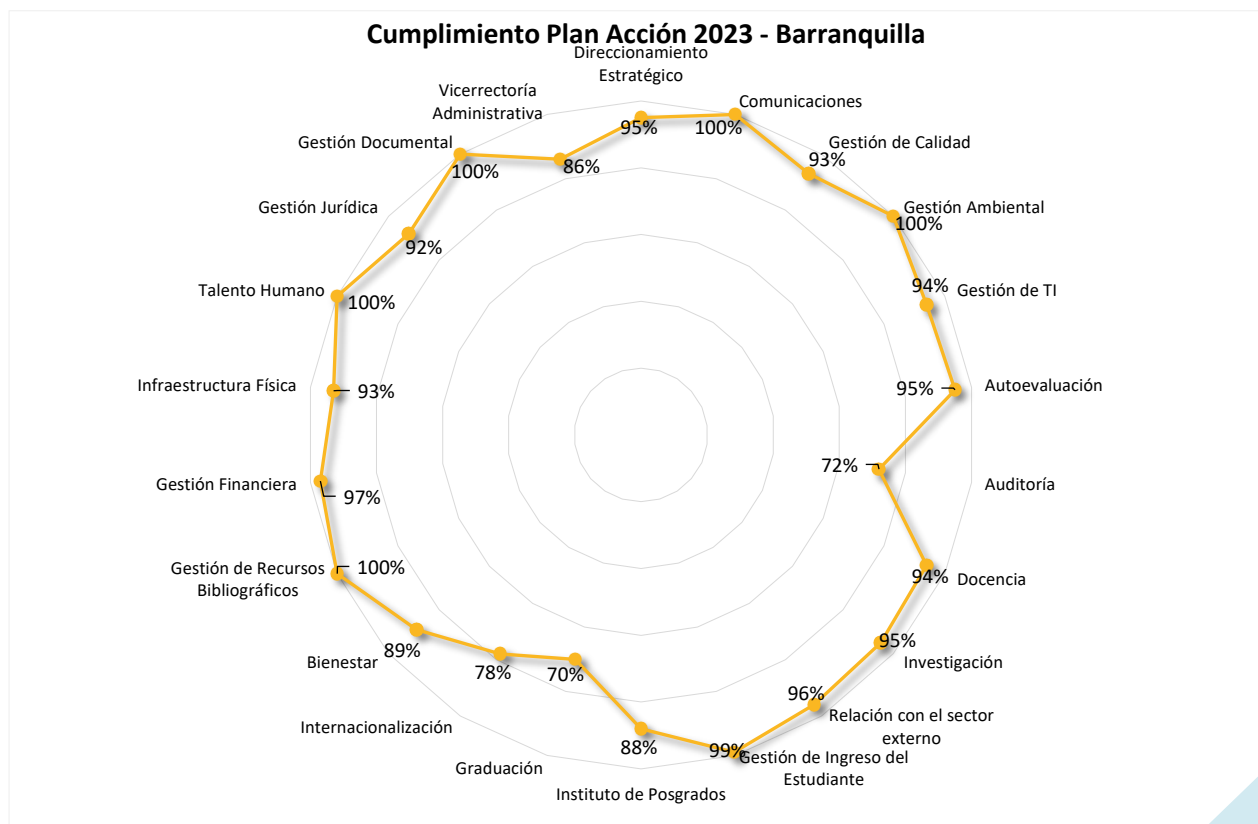 Cumplimiento Plan Acción 2023 - Barranquilla
Direccionamiento
Estratégico
95%
Comunicaciones
100%
Gestión de Calidad
93%
Gestión Ambiental
100%
Gestión de TI
94%
Autoevaluación
95%
Auditoría
72%
Docencia
94%
Investigación
95%
Relación con el sector
externo
96%
Gestión de Ingreso del
Estudiante
99%
Instituto de Posgrados
88%
Graduación
70%
Internacionalización
78%
Bienestar
89%
Gestión de Recursos
Bibliográficos
100%
Gestión Financiera
97%
Infraestructura Física
93%
Talento Humano
100%
Gestión Jurídica
92%
Gestión Documental
100%
Vicerrectoría
Administrativa
86%